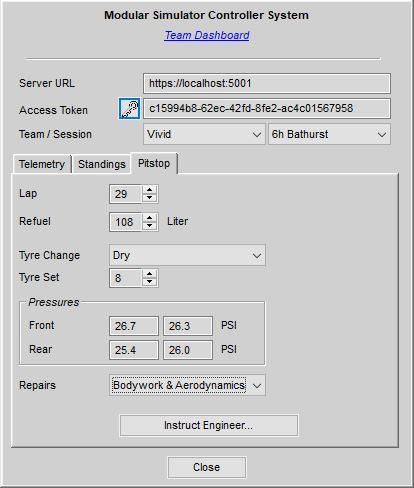 Modular Simulator Controller System
Team Dashboard
Server URL https://localhost:5001
Access Token c15994b8-62ec-42fd-8fe2-ac4c01567958
Team / Session Vivid 6h Bathurst
Telemetry Standings Pitstop
Lap 29
Refuel 108 Liter
Tyre Change Dry
Tyre Set 8
Pressures
Front 26.7 26.3 PSI
Rear 25.4 26.0 PSI
Repairs Bodywork & Aerodynamics
Instruct Engineer...
Close